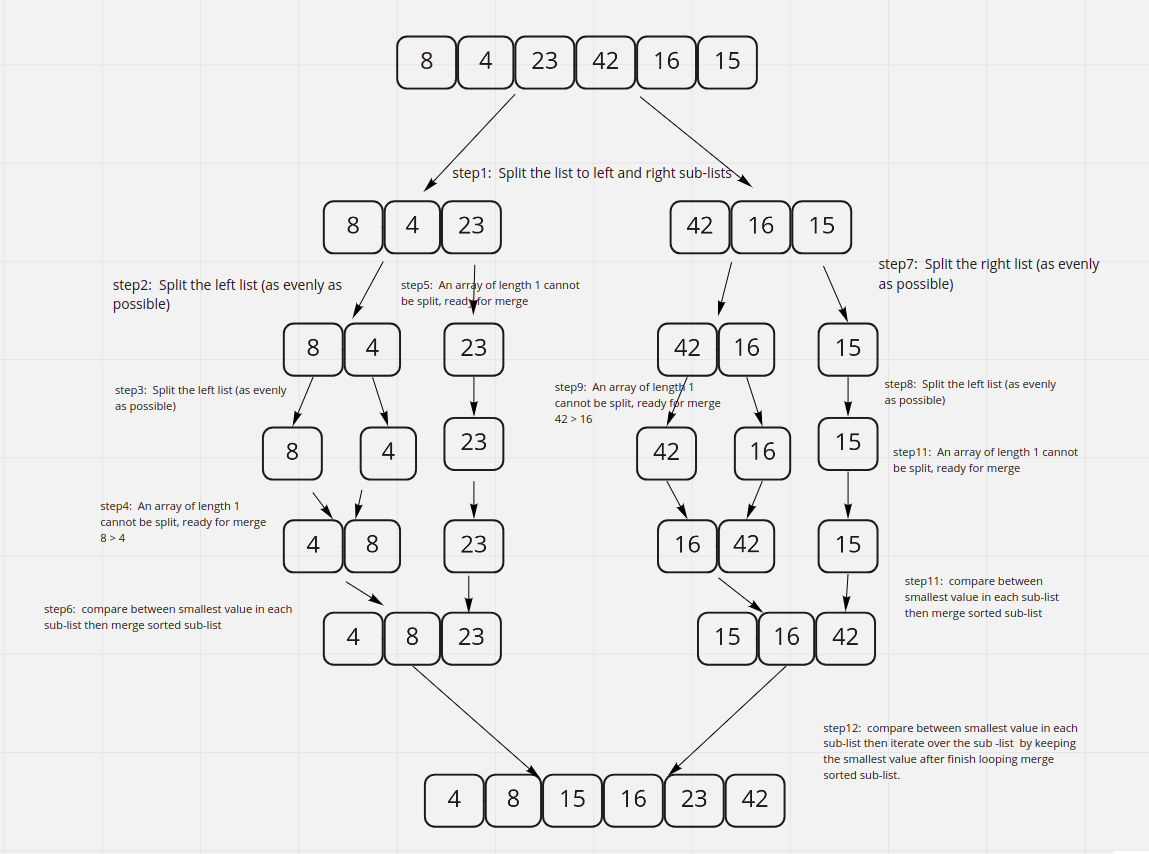 8 4 23 42 16 15
step1: Split the list to left and right sub-lists
8 4 23
42 16 15
step7: Split the right list (as evenly
as possible)
step2: Split the left list (as evenly as
possible)
step5: An array of length 1 cannot
be split, ready for merge
8 4
23
42 16
15
step3: Split the left list (as evenly
as possible)
step9: An array of length 1
cannot be split, ready for merge
42 > 16
step8: Split the left list (as evenly
as possible)
8
4
23
42
16
15
step11: An array of length 1 cannot
be split, ready for merge
step4: An array of length 1
cannot be split, ready for merge
8 > 4
4 8
23
16 42
15
step6: compare between smallest value in each
sub-list then merge sorted sub-list
step11: compare between
smallest value in each sub-list
then merge sorted sub-list
4 8 23
15 16 42
step12: compare between smallest value in each
sub-list then iterate over the sub -list by keeping
the smallest value after finish looping merge
sorted sub-list.
4 8 15 16 23 42